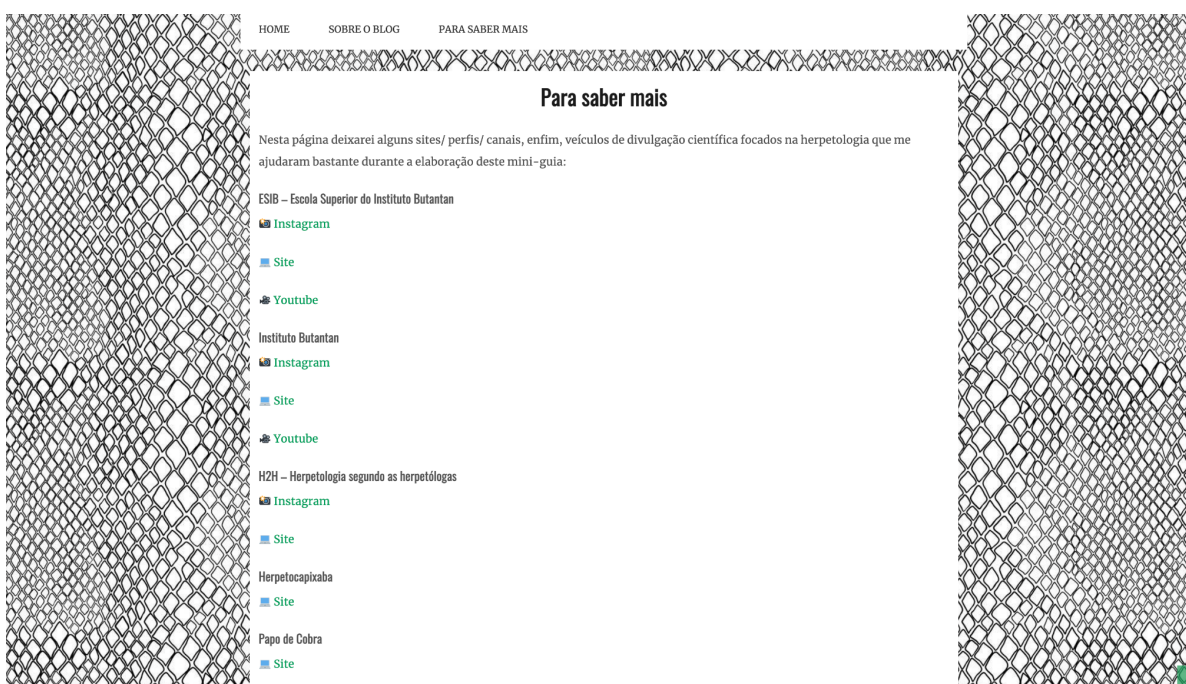 HOME SOBRE O BLOG PARA SABER MAIS
Para saber mais
Nesta página deixarei alguns sites/ perfis/ canais, enfim, veículos de divulgação científica focados na herpetologia que me
ajudaram bastante durante a elaboração deste mini-guia:
ESIB – Escola Superior do Instituto Butantan
Instagram
Site
Youtube
Instituto Butantan
Instagram
Site
Youtube
H2H – Herpetologia segundo as herpetólogas
Instagram
Site
Herpetocapixaba
Site
Papo de Cobra
Site